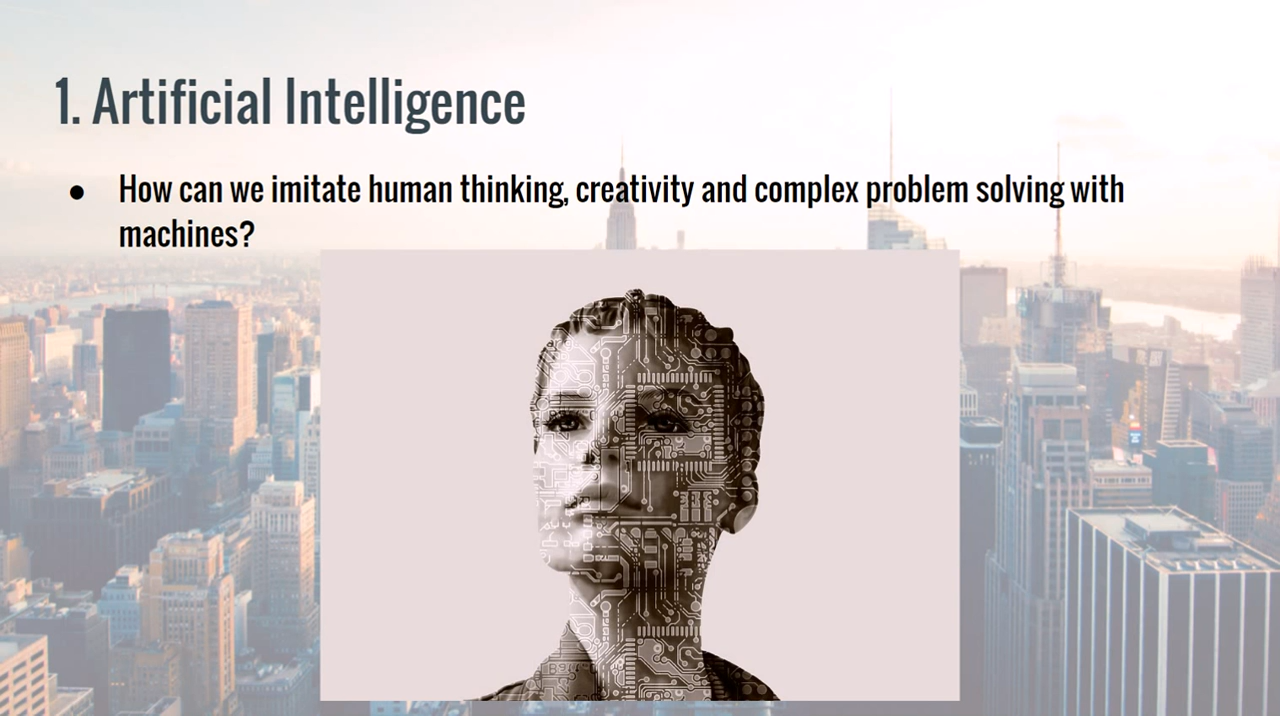 1. Artificial Intelligence
● How can we imitate human thinking, creativity and complex problem solving with
machines?